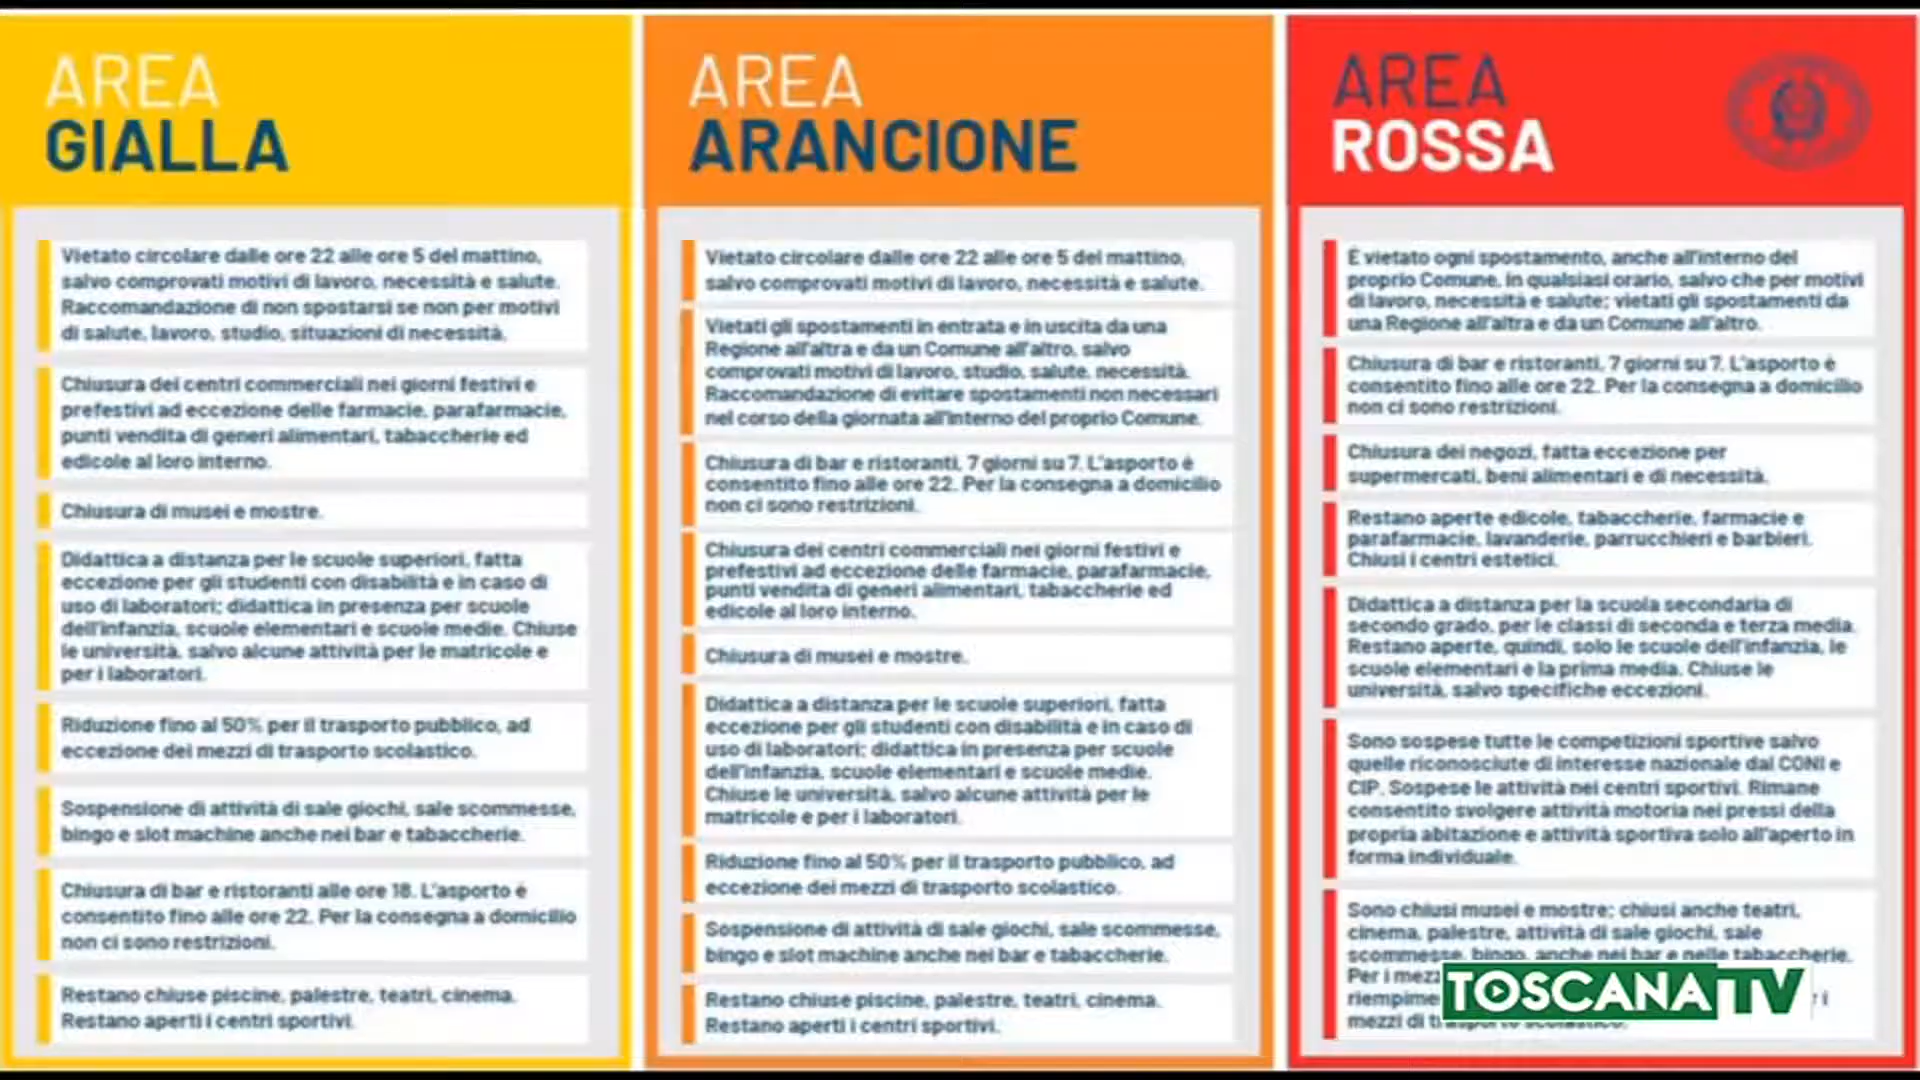 AREA
GIALLA
Vietato circolare dalle ore 22 alle ore 5 del mattino,
salvo comprovati motivi di lavoro, necessità e salute.
Raccomandazione di non spostarsi se non per motivi
di salute, lavoro, studio, situazioni di necessità.
Chiusura dei centri commerciali nei giorni festivi e
prefestivi ad eccezione delle farmacie, parafarmacie,
punti vendita di generi alimentari, tabaccherie ed
edicole al loro interno.
Chiusura di musei e mostre.
Didattica a distanza per le scuole superiori, fatta
eccezione per gli studenti con disabilità e in caso di
uso di laboratori; didattica in presenza per scuole
dell'infanzia, scuole elementari e scuole medie. Chiuse
le università, salvo alcune attività per le matricole e
per i laboratori.
Riduzione fino al 50% per il trasporto pubblico, ad
eccezione dei mezzi di trasporto scolastico.
Sospensione di attività di sale giochi, sale scommesse,
bingo e slot machine anche nei bar e tabaccherie.
Chiusura di bar e ristoranti alle ore 18. L'asporto è
consentito fino alle ore 22. Per la consegna a domicilio
non ci sono restrizioni.
Restano chiuse piscine, palestre, teatri, cinema.
Restano aperti i centri sportivi.
AREA
ARANCIONE
Vietato circolare dalle ore 22 alle ore 5 del mattino,
salvo comprovati motivi di lavoro, necessità e salute.
Vietati gli spostamenti in entrata e in uscita da una
Regione all'altra e da un Comune all'altro, salvo
comprovati motivi di lavoro, studio, salute, necessità.
Raccomandazione di evitare spostamenti non necessari
nel corso della giornata all'interno del proprio Comune.
Chiusura di bar e ristoranti, 7 giorni su 7. L'asporto è
consentito fino alle ore 22. Per la consegna a domicilio
non ci sono restrizioni.
Chiusura dei centri commerciali nei giorni festivi e
prefestivi ad eccezione delle farmacie, parafarmacie,
punti vendita di generi alimentari, tabaccherie ed
edicole al loro interno.
Chiusura di musei e mostre.
Didattica a distanza per le scuole superiori, fatta
eccezione per gli studenti con disabilità e in caso di
uso di laboratori; didattica in presenza per scuole
dell'infanzia, scuole elementari e scuole medie.
Chiuse le università, salvo alcune attività per le
matricole e per i laboratori.
Riduzione fino al 50% per il trasporto pubblico, ad
eccezione dei mezzi di trasporto scolastico.
Sospensione di attività di sale giochi, sale scommesse,
bingo e slot machine anche nei bar e tabaccherie.
Restano chiuse piscine, palestre, teatri, cinema.
Restano aperti i centri sportivi.
AREA
ROSSA
È vietato ogni spostamento, anche all'interno del
proprio Comune, in qualsiasi orario, salvo che per motivi
di lavoro, necessità e salute; vietati gli spostamenti da
una Regione all'altra e da un Comune all'altro.
Chiusura di bar e ristoranti, 7 giorni su 7. L'asporto è
consentito fino alle ore 22. Per la consegna a domicilio
non ci sono restrizioni.
Chiusura dei negozi, fatta eccezione per
supermercati, beni alimentari e di necessità.
Restano aperte edicole, tabaccherie, farmacie e
parafarmacie, lavanderie, parrucchieri e barbieri.
Chiusi i centri estetici.
Didattica a distanza per la scuola secondaria di
secondo grado, per le classi di seconda e terza media.
Restano aperte, quindi, solo le scuole dell'infanzia, le
scuole elementari e la prima media. Chiuse le
università, salvo specifiche eccezioni.
Sono sospese tutte le competizioni sportive salvo
quelle riconosciute di interesse nazionale dal CONI e
CIP. Sospese le attività nei centri sportivi. Rimane
consentito svolgere attività motoria nei pressi della
propria abitazione e attività sportiva solo all'aperto in
forma individuale.
Sono chiusi musei e mostre; chiusi anche teatri,
cinema, palestre, attività di sale giochi, sale
scommesse, bingo, anche nei bar e nelle tabaccherie.
Per i
mezzi di trasporto scolastico.
TOSCANA TV